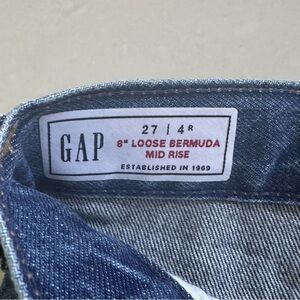 GAP
27 | 4R
8" LOOSE BERMUDA
MID RISE
ESTABLISHED IN 1969